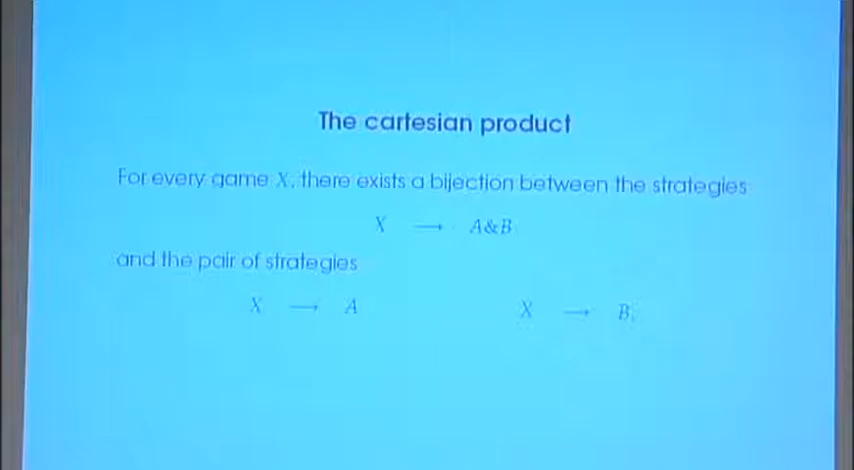 The cartesian product
For every game X, there exists a bijection between the strategies
X ⟶ A&B
and the pair of strategies
X ⟶ A X ⟶ B.